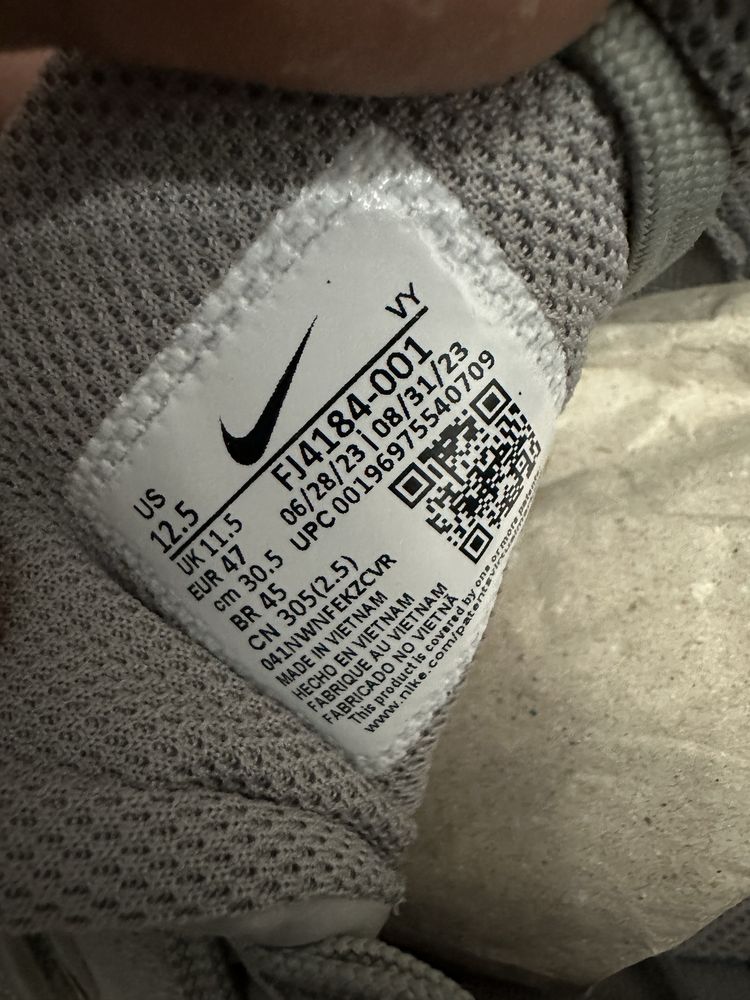 VY
FJ4184-001
06/28/23 | 08/31/23
UPC 00196975540709
US
12.5
UK 11.5
EUR 47
cm 30.5
BR 45
CN 305(2.5)
041NWNFEKZCVR
MADE IN VIETNAM
HECHO EN VIETNAM
FABRIQUE AU VIETNAM
FABRICADO NO VIETNÃ
This product is covered by one or more
www.nike.com/patents